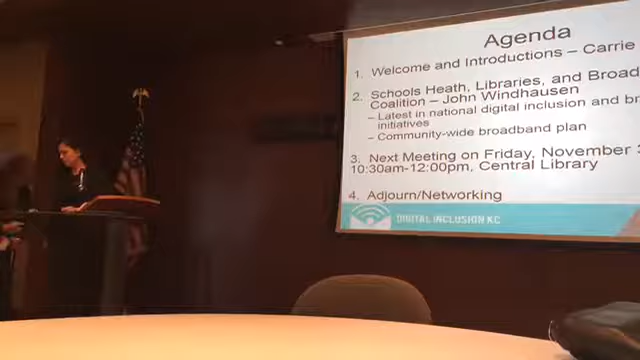 Agenda
1. Welcome and Introductions – Carrie
2. Schools Heath, Libraries, and Broad
Coalition – John Windhausen
– Latest in national digital inclusion and br
initiatives
– Community-wide broadband plan
3. Next Meeting on Friday, November 3
10:30am-12:00pm, Central Library
4. Adjourn/Networking
DIGITAL INCLUSION KC